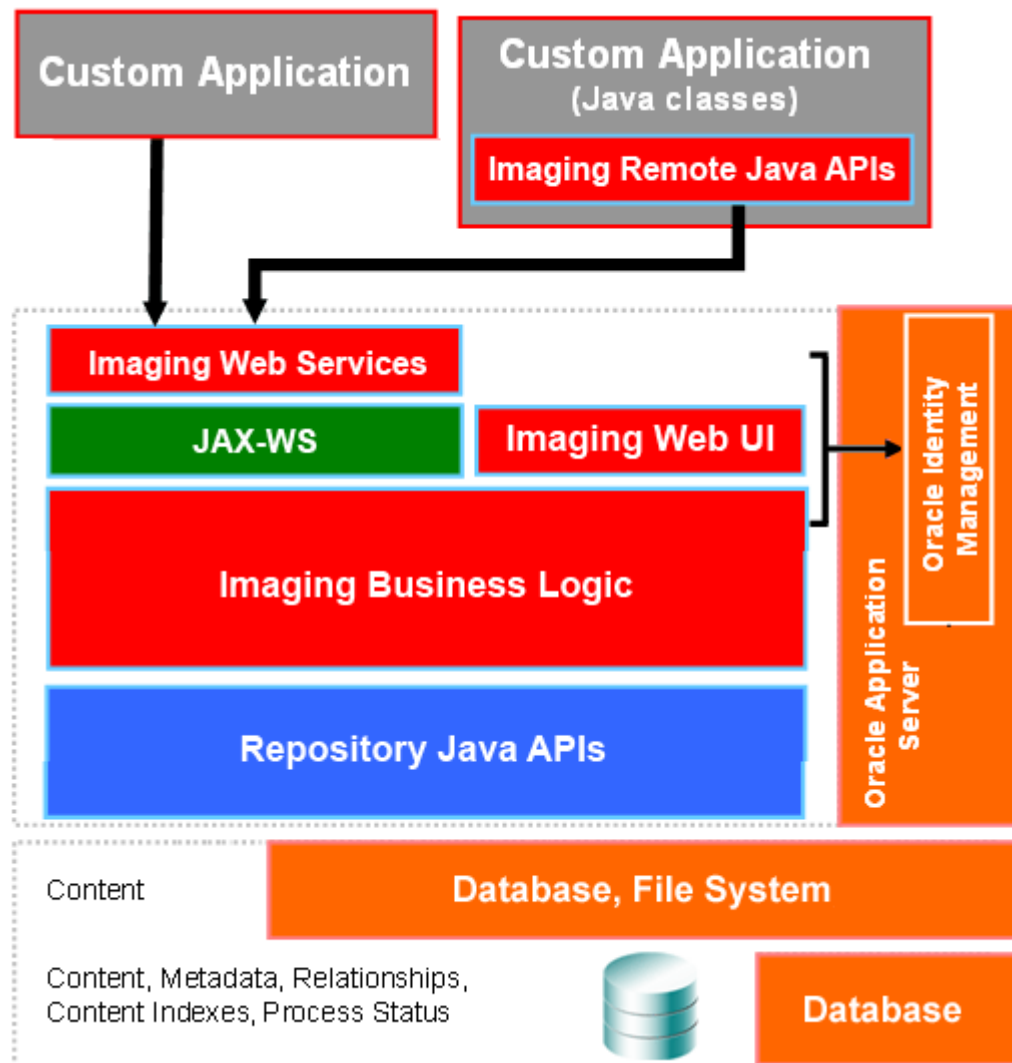 Custom Application
Custom Application
(Java classes)
Imaging Remote Java APIs
Imaging Web Services
JAX-WS
Imaging Web UI
Imaging Business Logic
Repository Java APIs
Oracle Identity
Management
Oracle Application
Server
Content
Database, File System
Content, Metadata, Relationships,
Content Indexes, Process Status
Database